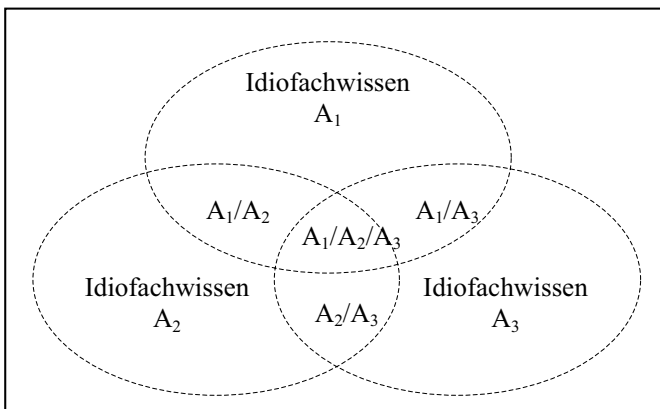 Idiofachwissen
A₁
A₁/A₂
A₁/A₃
A₁/A₂/A₃
Idiofachwissen
A₂
A₂/A₃
Idiofachwissen
A₃